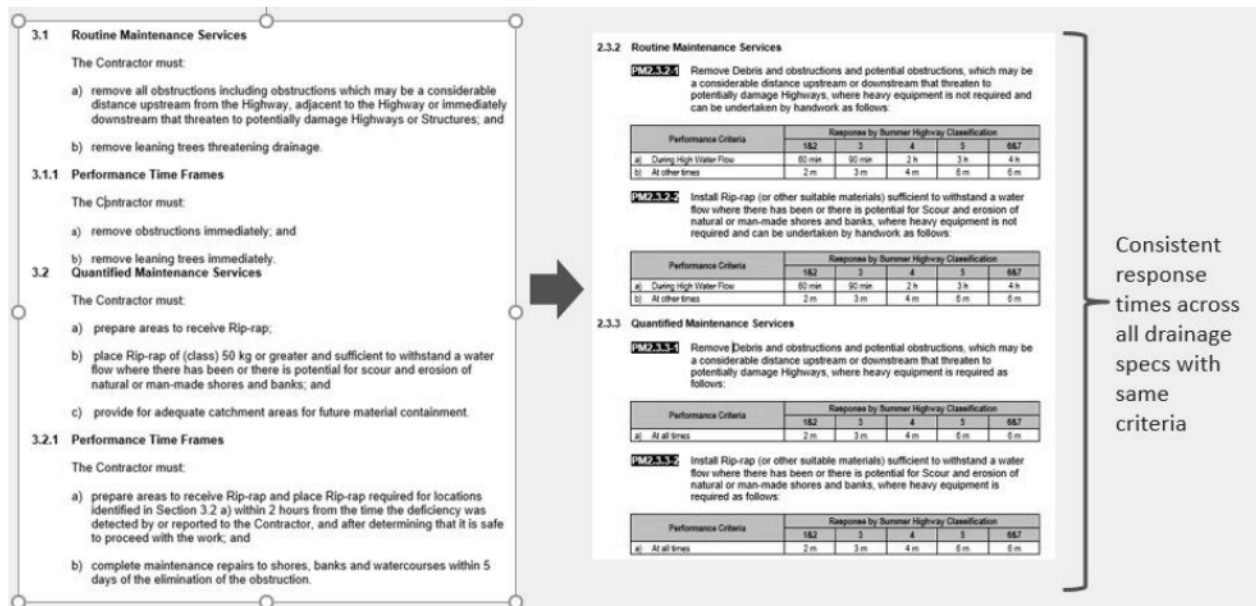 3.1 Routine Maintenance Services
The Contractor must:
a) remove all obstructions including obstructions which may be a considerable
distance upstream from the Highway, adjacent to the Highway or immediately
downstream that threaten to potentially damage Highways or Structures; and
b) remove leaning trees threatening drainage.
3.1.1 Performance Time Frames
The Contractor must:
a) remove obstructions immediately; and
b) remove leaning trees immediately.
3.2 Quantified Maintenance Services
The Contractor must:
a) prepare areas to receive Rip-rap;
b) place Rip-rap of (class) 50 kg or greater and sufficient to withstand a water
flow where there has been or there is potential for scour and erosion of
natural or man-made shores and banks; and
c) provide for adequate catchment areas for future material containment.
3.2.1 Performance Time Frames
The Contractor must:
a) prepare areas to receive Rip-rap and place Rip-rap required for locations
identified in Section 3.2 a) within 2 hours from the time the deficiency was
detected by or reported to the Contractor, and after determining that it is safe
to proceed with the work; and
b) complete maintenance repairs to shores, banks and watercourses within 5
days of the elimination of the obstruction.
2.3.2 Routine Maintenance Services
PM2.3.2-1 Remove Debris and obstructions and potential obstructions, which may be
a considerable distance upstream or downstream that threaten to
potentially damage Highways, where heavy equipment is not required and
can be undertaken by handwork as follows:
Performance Criteria Response by Summer Highway Classification
1&2 3 4 5 6&7
a) During High Water Flow 60 min 90 min 2 h 3 h 4 h
b) At other times 2 m 3 m 4 m 6 m 6 m
PM2.3.2-2 Install Rip-rap (or other suitable materials) sufficient to withstand a water
flow where there has been or there is potential for Scour and erosion of
natural or man-made shores and banks, where heavy equipment is not
required and can be undertaken by handwork as follows:
Performance Criteria Response by Summer Highway Classification
1&2 3 4 5 6&7
a) During High Water Flow 60 min 90 min 2 h 3 h 4 h
b) At other times 2 m 3 m 4 m 6 m 6 m
2.3.3 Quantified Maintenance Services
PM2.3.3-1 Remove Debris and obstructions and potential obstructions, which may be
a considerable distance upstream or downstream that threaten to
potentially damage Highways, where heavy equipment is required as
follows:
Performance Criteria Response by Summer Highway Classification
1&2 3 4 5 6&7
a) At all times 2 m 3 m 4 m 6 m 6 m
PM2.3.3-2 Install Rip-rap (or other suitable materials) sufficient to withstand a water
flow where there has been or there is potential for Scour and erosion of
natural or man-made shores and banks, where heavy equipment is
required as follows:
Performance Criteria Response by Summer Highway Classification
1&2 3 4 5 6&7
a) At all times 2 m 3 m 4 m 6 m 6 m
Consistent
response
times across
all drainage
specs with
same
criteria